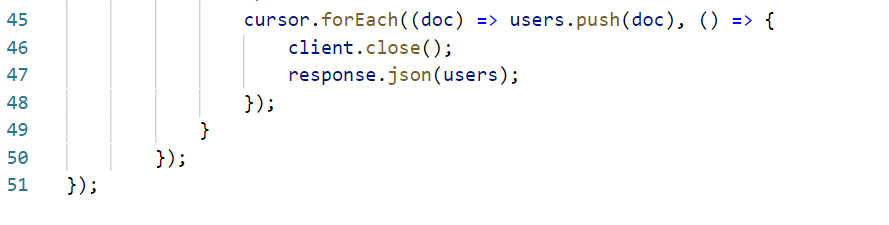 45 cursor.forEach((doc) => users.push(doc), () => {
46 client.close();
47 response.json(users);
48 });
49 }
50 });
51 });